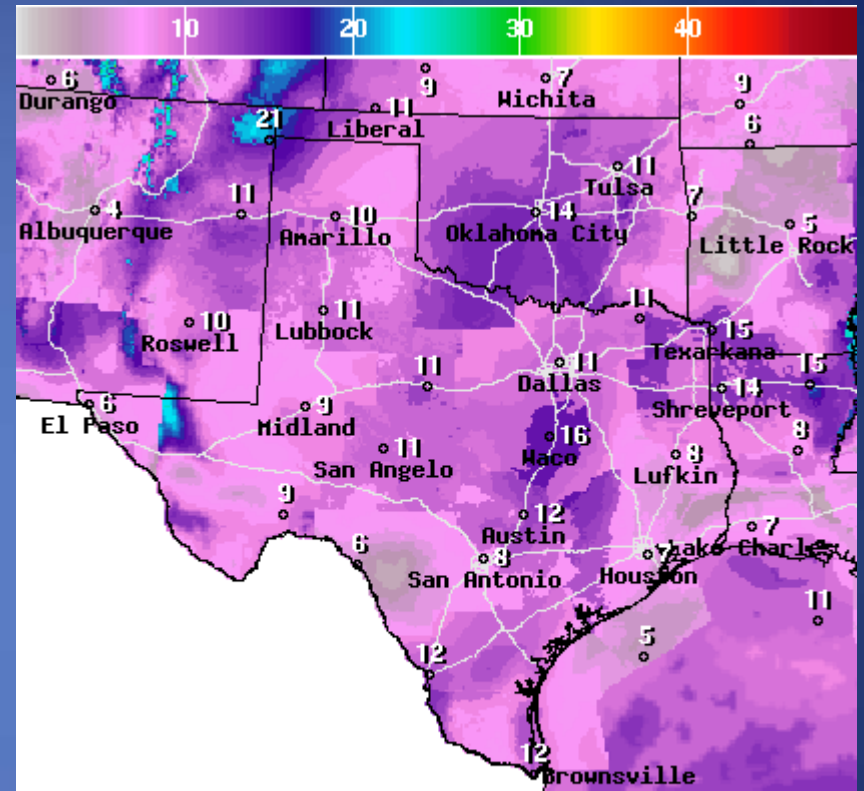 10 20 30 40
6 9 7 9
Durango Wichita
11
Liberal
21 6
11
Tulsa
4 11 10 14 7 5
Albuquerque Amarillo Oklahoma City Little Rock
10 11 11 15
Roswell Lubbock Texarkana
11 11 14 15
Dallas Shreveport
6 9 16 8
El Paso Midland Waco
11 8
San Angelo Lufkin
9 12 7
Austin
6 8 Lake
San Antonio Houston
11
5
12
12
Brownsville